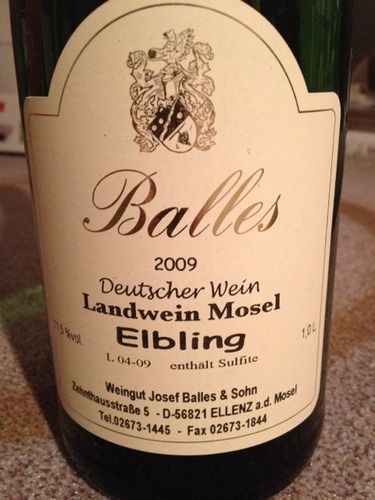 Balles
2009
Deutscher Wein
Landwein Mosel
Elbling
11,5 %vol. 1,0 L
L 04-09 enthält Sulfite
Weingut Josef Balles & Sohn
Zehnthausstraße 5 - D-56821 ELLENZ a.d. Mosel
Tel.02673-1445 - Fax 02673-1844